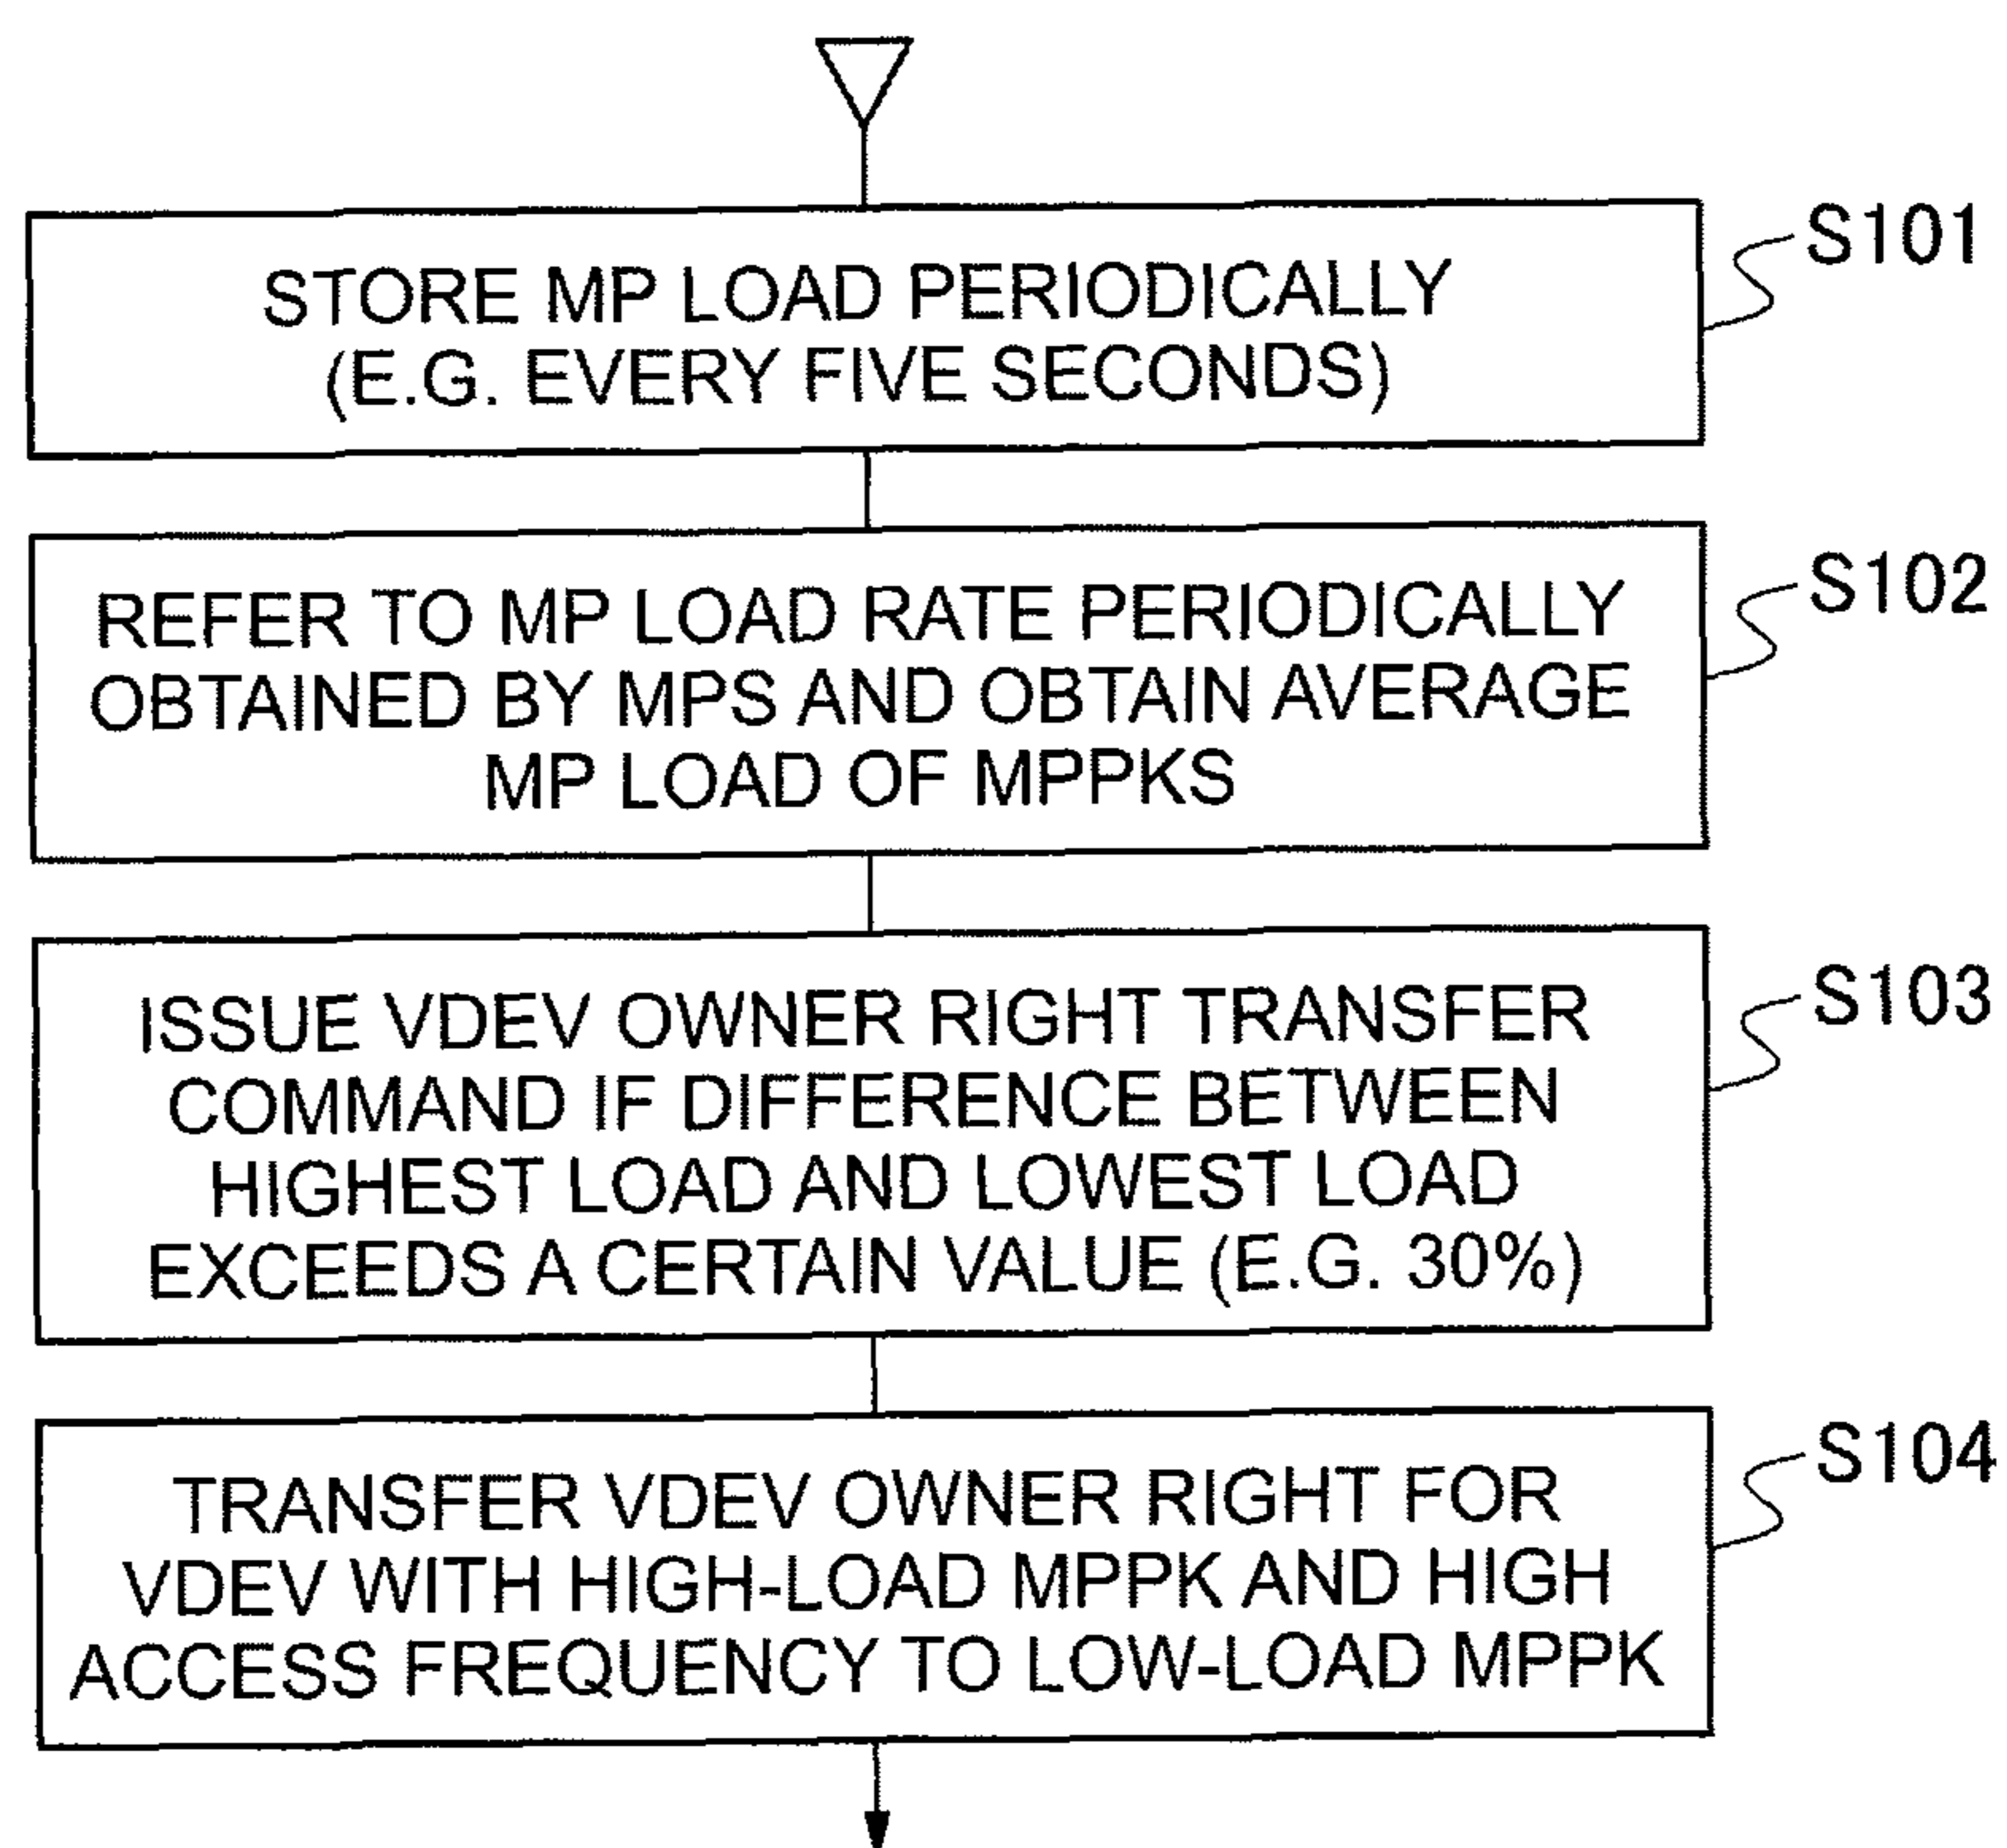 STORE MP LOAD PERIODICALLY
(E.G. EVERY FIVE SECONDS)
S101
REFER TO MP LOAD RATE PERIODICALLY
OBTAINED BY MPS AND OBTAIN AVERAGE
MP LOAD OF MPPKS
S102
ISSUE VDEV OWNER RIGHT TRANSFER
COMMAND IF DIFFERENCE BETWEEN
HIGHEST LOAD AND LOWEST LOAD
EXCEEDS A CERTAIN VALUE (E.G. 30%)
S103
TRANSFER VDEV OWNER RIGHT FOR
VDEV WITH HIGH-LOAD MPPK AND HIGH
ACCESS FREQUENCY TO LOW-LOAD MPPK
S104